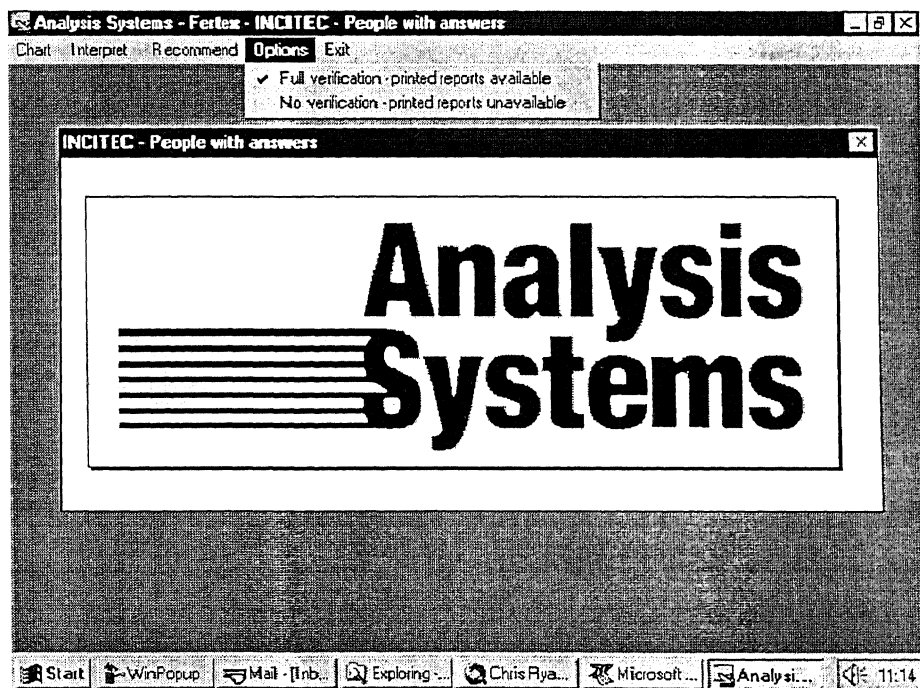 Analysis Systems - Fertex - INCITEC - People with answers
Chart Interpret Recommend Options Exit
✓ Full verification - printed reports available
No verification - printed reports unavailable
INCITEC - People with answers
Analysis
Systems
Start WinPopup Mail - [Inb... Exploring -... Chris Rya... Microsoft ... Analysi... 11:14